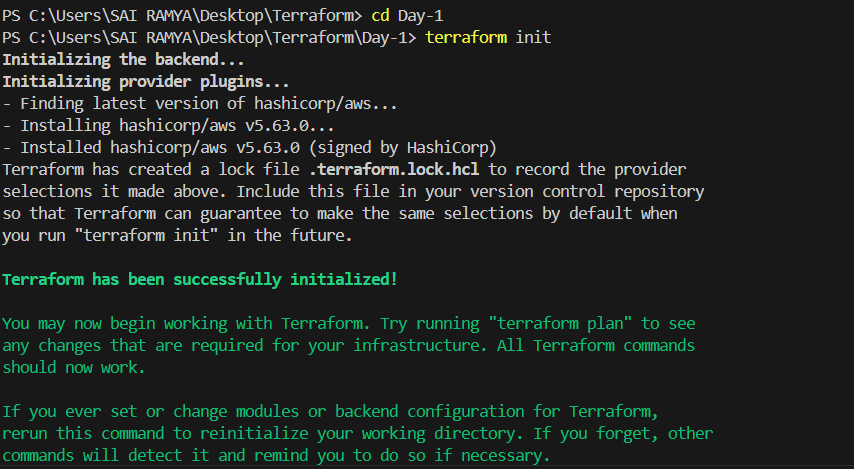 PS C:\Users\SAI RAMYA\Desktop\Terraform> cd Day-1
PS C:\Users\SAI RAMYA\Desktop\Terraform\Day-1> terraform init
Initializing the backend...
Initializing provider plugins...
- Finding latest version of hashicorp/aws...
- Installing hashicorp/aws v5.63.0...
- Installed hashicorp/aws v5.63.0 (signed by HashiCorp)
Terraform has created a lock file .terraform.lock.hcl to record the provider
selections it made above. Include this file in your version control repository
so that Terraform can guarantee to make the same selections by default when
you run "terraform init" in the future.
Terraform has been successfully initialized!
You may now begin working with Terraform. Try running "terraform plan" to see
any changes that are required for your infrastructure. All Terraform commands
should now work.
If you ever set or change modules or backend configuration for Terraform,
rerun this command to reinitialize your working directory. If you forget, other
commands will detect it and remind you to do so if necessary.